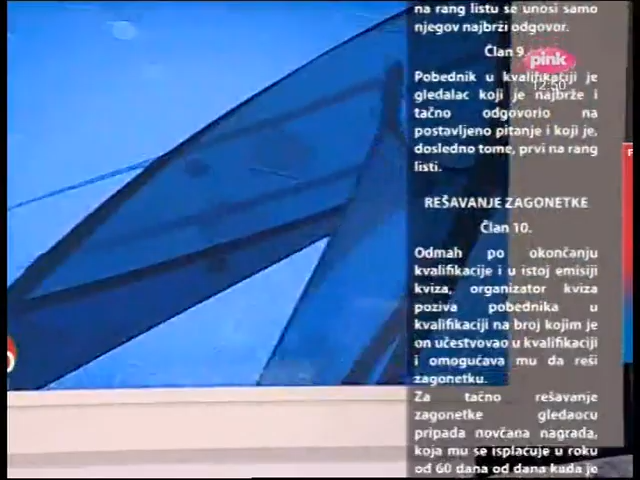 na rang listu se unosi samo
njegov najbrži odgovor.
Član 9.
pink
12:50
Pobednik u kvalifikaciji je
gledalac koji je najbrže i
tačno odgovorio na
postavljeno pitanje i koji je,
dosledno tome, prvi na rang
listi.
REŠAVANJE ZAGONETKE
Član 10.
Odmah po okončanju
kvalifikacije i u istoj emisiji
kviza, organizator kviza
poziva pobednika u
kvalifikaciji na broj kojim je
on učestvovao u kvalifikaciji
i omogućava mu da reši
zagonetku.
Za tačno rešavanje
zagonetke gledaocu
pripada novčana nagrada,
koja mu se isplaćuje u roku
od 60 dana od dana kada je